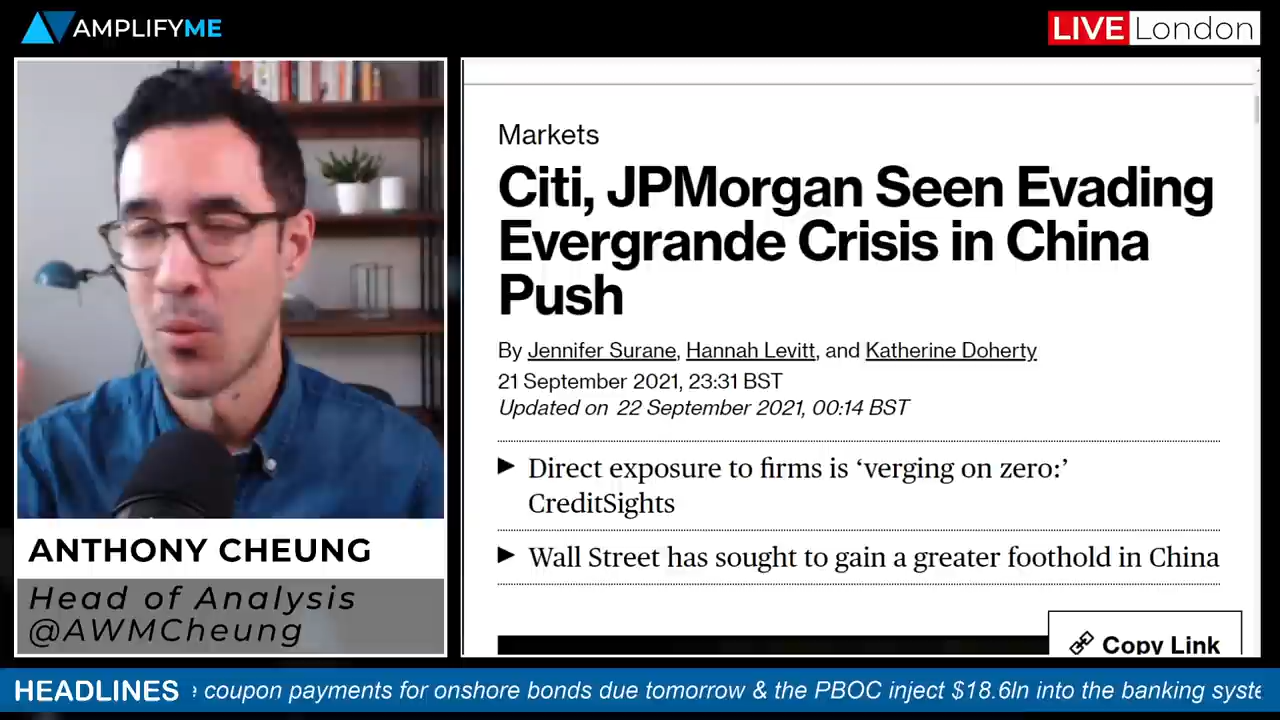 AMPLIFYME
LIVE London
Markets
Citi, JPMorgan Seen Evading
Evergrande Crisis in China
Push
By Jennifer Surane, Hannah Levitt, and Katherine Doherty
21 September 2021, 23:31 BST
Updated on 22 September 2021, 00:14 BST
Direct exposure to firms is ‘verging on zero:’
CreditSights
Wall Street has sought to gain a greater foothold in China
Copy Link
ANTHONY CHEUNG
Head of Analysis
@AWMCheung
HEADLINES coupon payments for onshore bonds due tomorrow & the PBOC inject $18.6ln into the banking syste